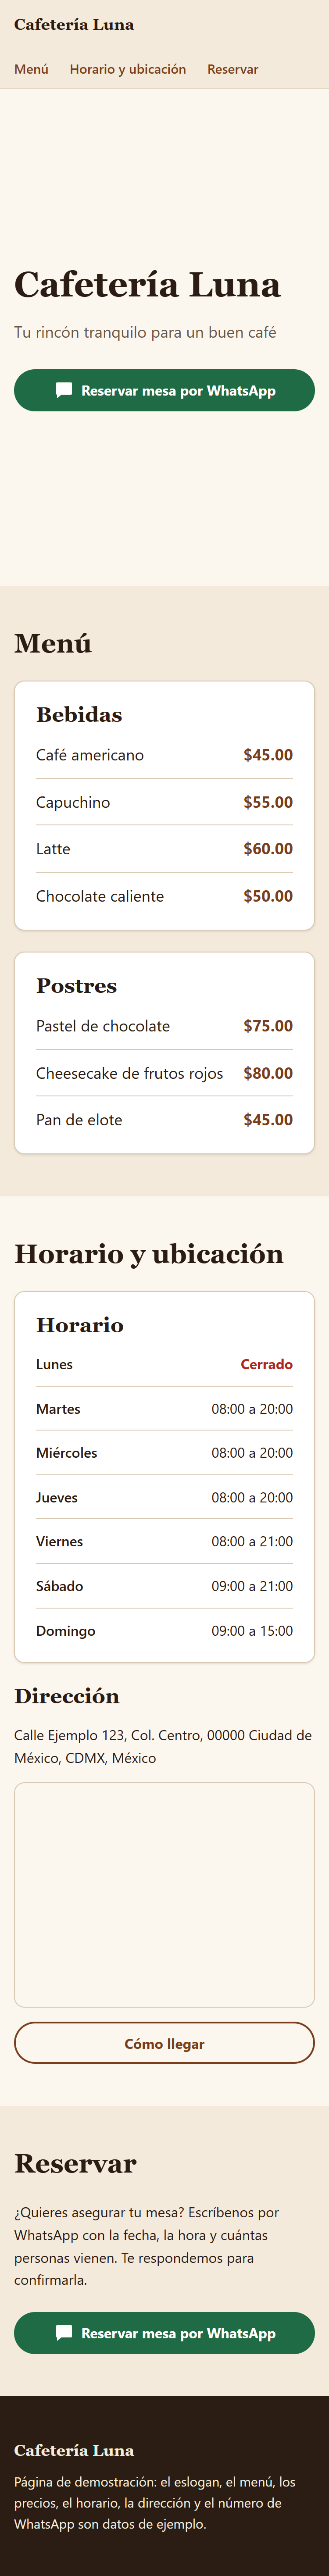 Cafetería Luna
Menú Horario y ubicación Reservar
Cafetería Luna
Tu rincón tranquilo para un buen café
Reservar mesa por WhatsApp
Menú
Bebidas
Café americano $45.00
Capuchino $55.00
Latte $60.00
Chocolate caliente $50.00
Postres
Pastel de chocolate $75.00
Cheesecake de frutos rojos $80.00
Pan de elote $45.00
Horario y ubicación
Horario
Lunes Cerrado
Martes 08:00 a 20:00
Miércoles 08:00 a 20:00
Jueves 08:00 a 20:00
Viernes 08:00 a 21:00
Sábado 09:00 a 21:00
Domingo 09:00 a 15:00
Dirección
Calle Ejemplo 123, Col. Centro, 00000 Ciudad de
México, CDMX, México
Cómo llegar
Reservar
¿Quieres asegurar tu mesa? Escríbenos por
WhatsApp con la fecha, la hora y cuántas
personas vienen. Te respondemos para
confirmarla.
Reservar mesa por WhatsApp
Cafetería Luna
Página de demostración: el eslogan, el menú, los
precios, el horario, la dirección y el número de
WhatsApp son datos de ejemplo.